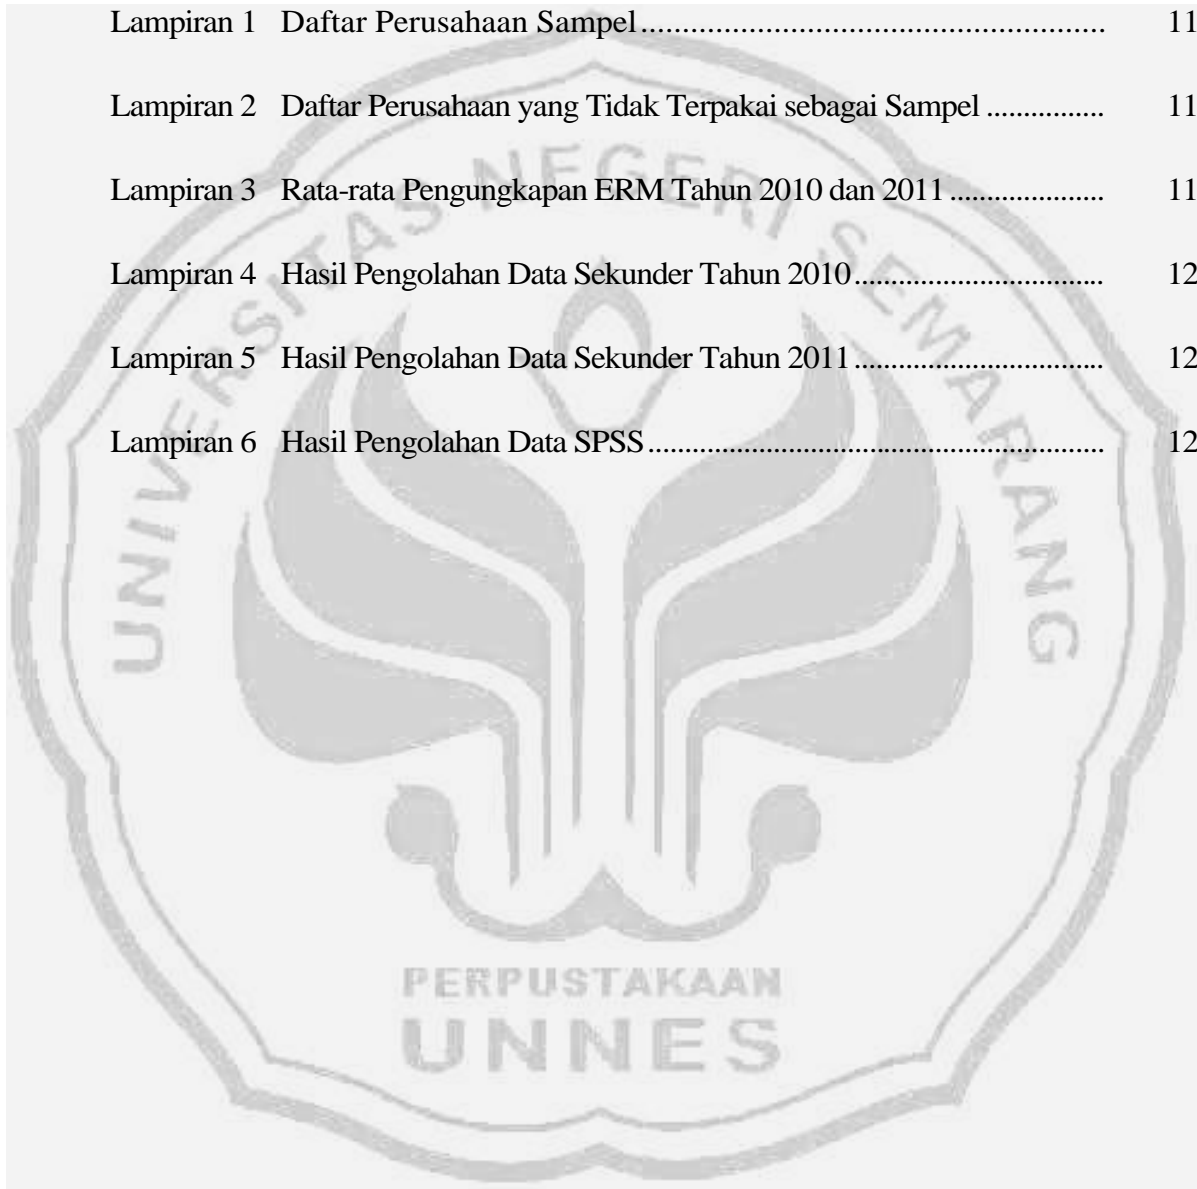 Lampiran 1 Daftar Perusahaan Sampel..................................................... 11
Lampiran 2 Daftar Perusahaan yang Tidak Terpakai sebagai Sampel ............... 11
Lampiran 3 Rata-rata Pengungkapan ERM Tahun 2010 dan 2011 .................... 11
Lampiran 4 Hasil Pengolahan Data Sekunder Tahun 2010 ............................... 12
Lampiran 5 Hasil Pengolahan Data Sekunder Tahun 2011 ............................... 12
Lampiran 6 Hasil Pengolahan Data SPSS ......................................................... 12
UNIVERSITAS NEGERI SEMARANG
PERPUSTAKAAN
UNNES